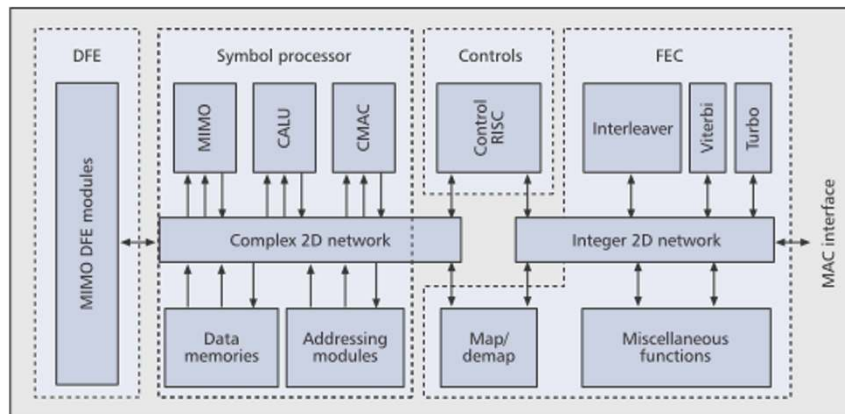 DFE
Symbol processor
Controls
FEC
MIMO DFE modules
MIMO
CALU
CMAC
Control
RISC
Interleaver
Viterbi
Turbo
Complex 2D network
Integer 2D network
MAC interface
Data
memories
Addressing
modules
Map/
demap
Miscellaneous
functions